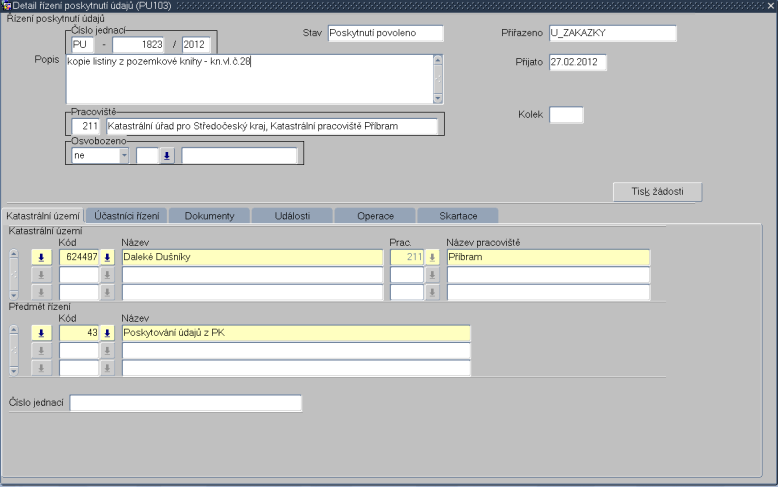 Detail řízení poskytnutí údajů (PU103)
Řízení poskytnutí údajů
Číslo jednací
PU - 1823 / 2012
Stav Poskytnutí povoleno
Přiřazeno U_ZAKAZKY
Popis kopie listiny z pozemkové knihy - kn.vl.č.28
Přijato 27.02.2012
Pracoviště
211 Katastrální úřad pro Středočeský kraj, Katastrální pracoviště Příbram
Kolek
Osvobozeno
ne
Tisk žádosti
Katastrální území Účastníci řízení Dokumenty Události Operace Skartace
Katastrální území
Kód Název Prac. Název pracoviště
624497 Daleké Dušníky 211 Příbram
Předmět řízení
Kód Název
43 Poskytování údajů z PK
Číslo jednací